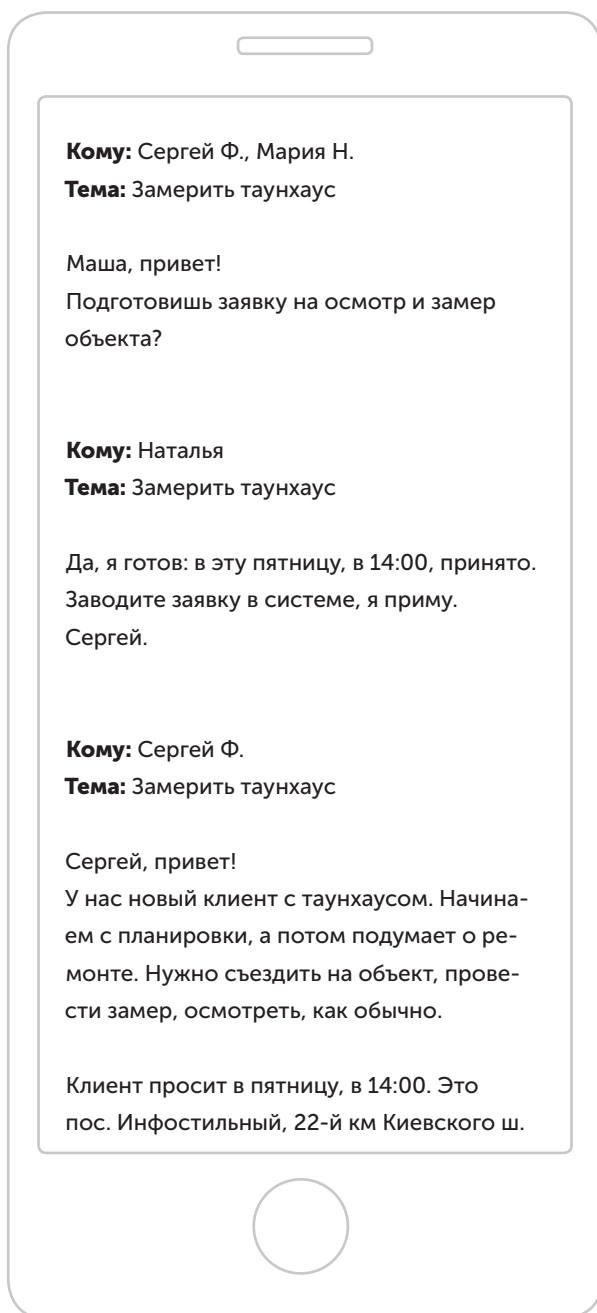 Кому: Сергей Ф., Мария Н.
Тема: Замерить таунхаус
Маша, привет!
Подготовишь заявку на осмотр и замер
объекта?
Кому: Наталья
Тема: Замерить таунхаус
Да, я готов: в эту пятницу, в 14:00, принято.
Заводите заявку в системе, я приму.
Сергей.
Кому: Сергей Ф.
Тема: Замерить таунхаус
Сергей, привет!
У нас новый клиент с таунхаусом. Начина-
ем с планировки, а потом подумает о ре-
монте. Нужно съездить на объект, прове-
сти замер, осмотреть, как обычно.
Клиент просит в пятницу, в 14:00. Это
пос. Инфостильный, 22-й км Киевского ш.